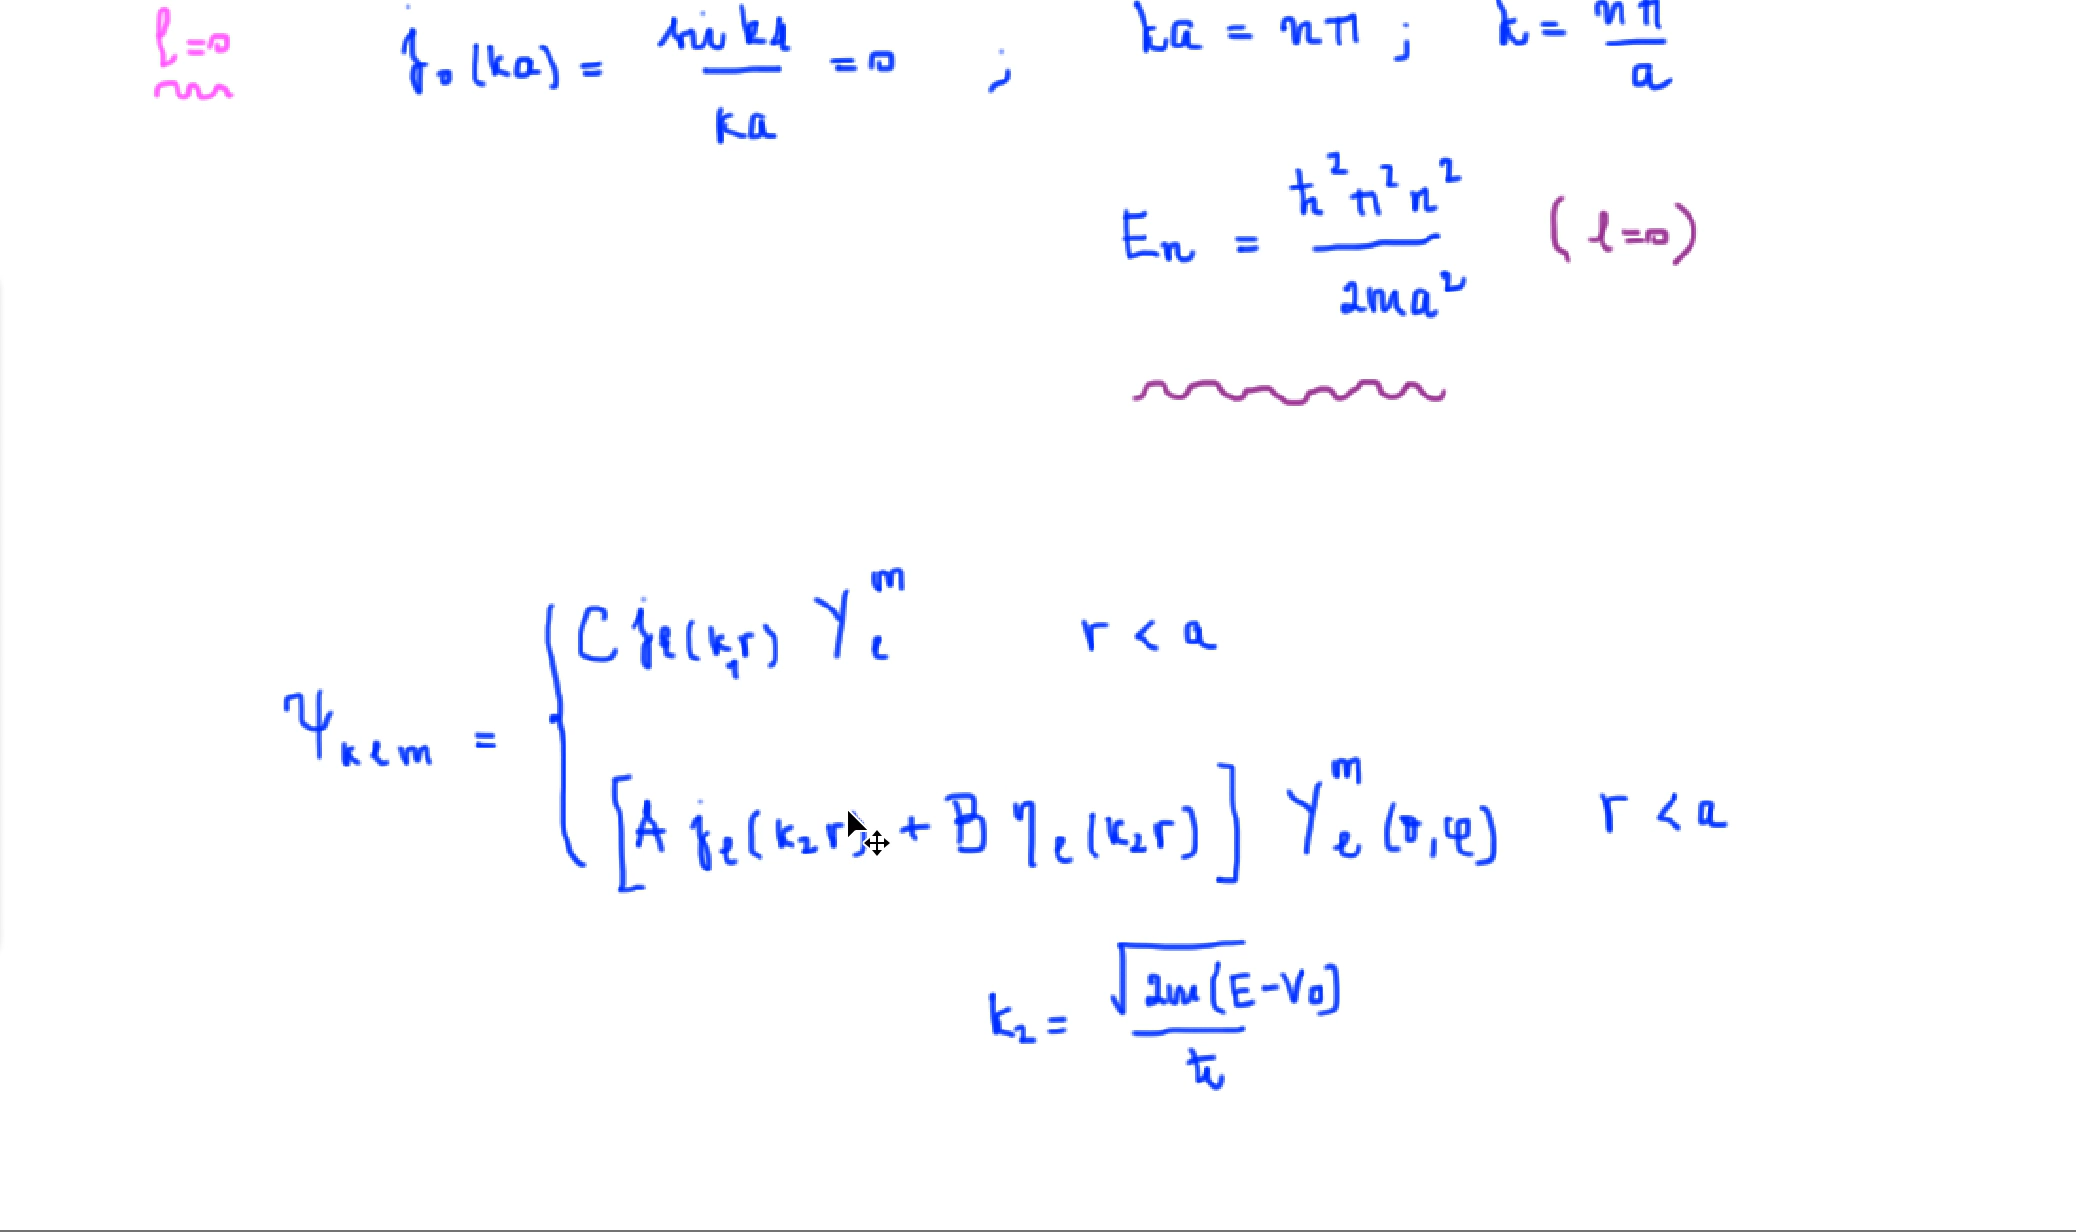 l=0 j₀(ka) = sin ka / ka = 0 ; ka = nπ ; k = nπ / a
Eₙ = ħ²π²n² / 2ma² (l=0)
C jℓ(k₁r) Yℓᵐ r < a
Ψkℓm = {
[A jℓ(k₂r) + B ηℓ(k₂r)] Yℓᵐ(θ,φ) r < a
k₂ = √2m(E-V₀) / ħ